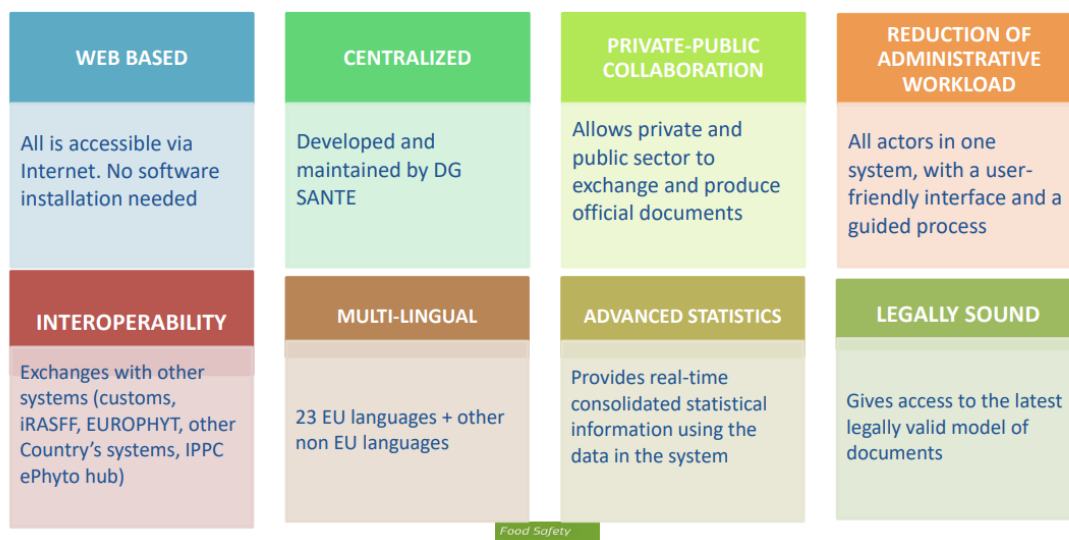 WEB BASED
All is accessible via
Internet. No software
installation needed
CENTRALIZED
Developed and
maintained by DG
SANTE
PRIVATE-PUBLIC
COLLABORATION
Allows private and
public sector to
exchange and produce
official documents
REDUCTION OF
ADMINISTRATIVE
WORKLOAD
All actors in one
system, with a user-
friendly interface and a
guided process
INTEROPERABILITY
Exchanges with other
systems (customs,
iRASFF, EUROPHYT, other
Country's systems, IPPC
ePhyto hub)
MULTI-LINGUAL
23 EU languages + other
non EU languages
ADVANCED STATISTICS
Provides real-time
consolidated statistical
information using the
data in the system
LEGALLY SOUND
Gives access to the latest
legally valid model of
documents
Food Safety